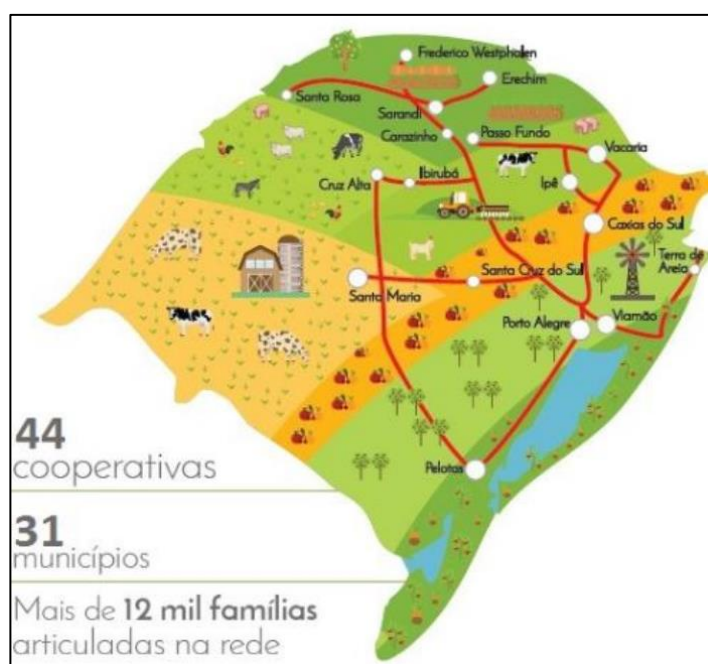 Frederico Westphalen
Erechim
Santa Rosa
Sarandi
Carazinho
Passo Fundo
Vacaria
Cruz Alta
Ibirubá
Ipê
Caxias do Sul
Terra de
Areia
Santa Cruz do Sul
Santa Maria
Porto Alegre
Viamão
Pelotas
44
cooperativas
31
municípios
Mais de 12 mil famílias
articuladas na rede